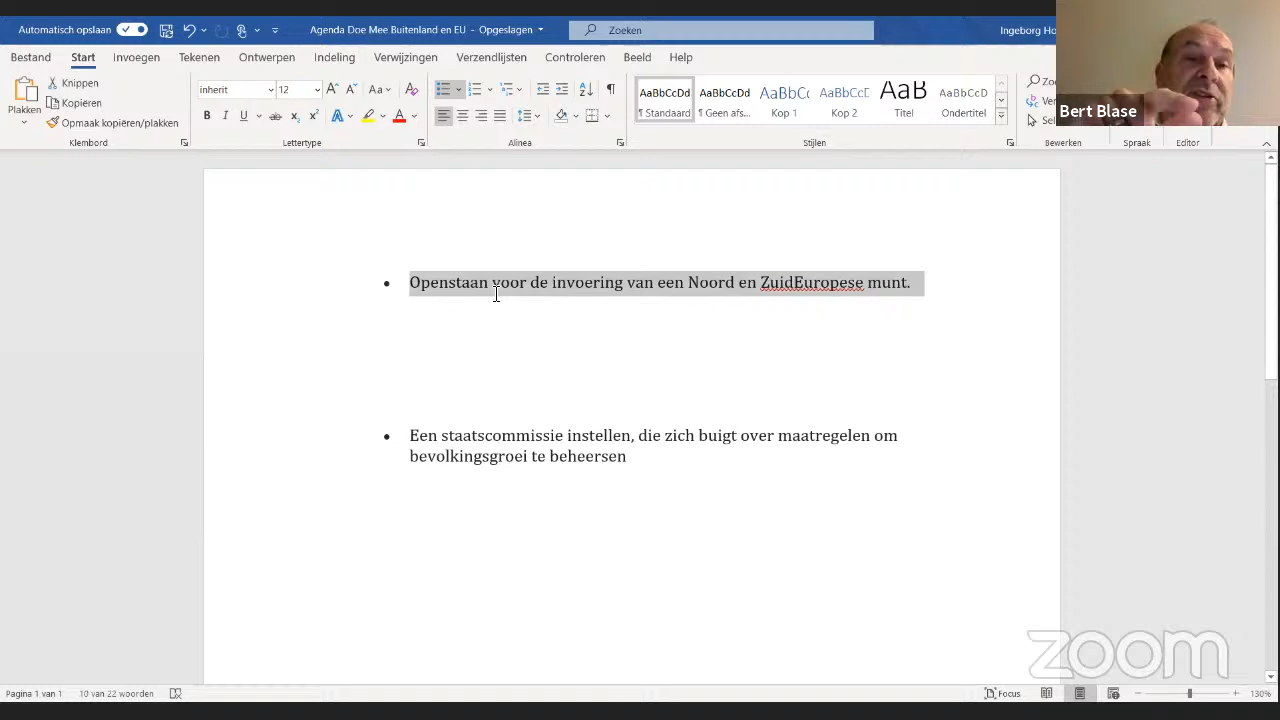 Automatisch opslaan
Agenda Doe Mee Buitenland en EU - Opgeslagen
Zoeken
Ingeborg Ho
Bestand Start Invoegen Tekenen Ontwerpen Indeling Verwijzingen Verzendlijsten Controleren Beeld Help
Plakken
Knippen
Kopiëren
Opmaak kopiëren/plakken
Klembord
inherit 12
Lettertype
Alinea
AaBbCcDd AaBbCcDd AaBbCc AaBbCcD AaB AaBbCcD
¶ Standaard ¶ Geen afs... Kop 1 Kop 2 Titel Ondertitel
Stijlen
Zo
Ve
Sel
Bewerken
Spraak
Editor
Bert Blase
• Openstaan voor de invoering van een Noord en ZuidEuropese munt.
• Een staatscommissie instellen, die zich buigt over maatregelen om
bevolkingsgroei te beheersen
zoom
Pagina 1 van 1 10 van 22 woorden
Focus
130%